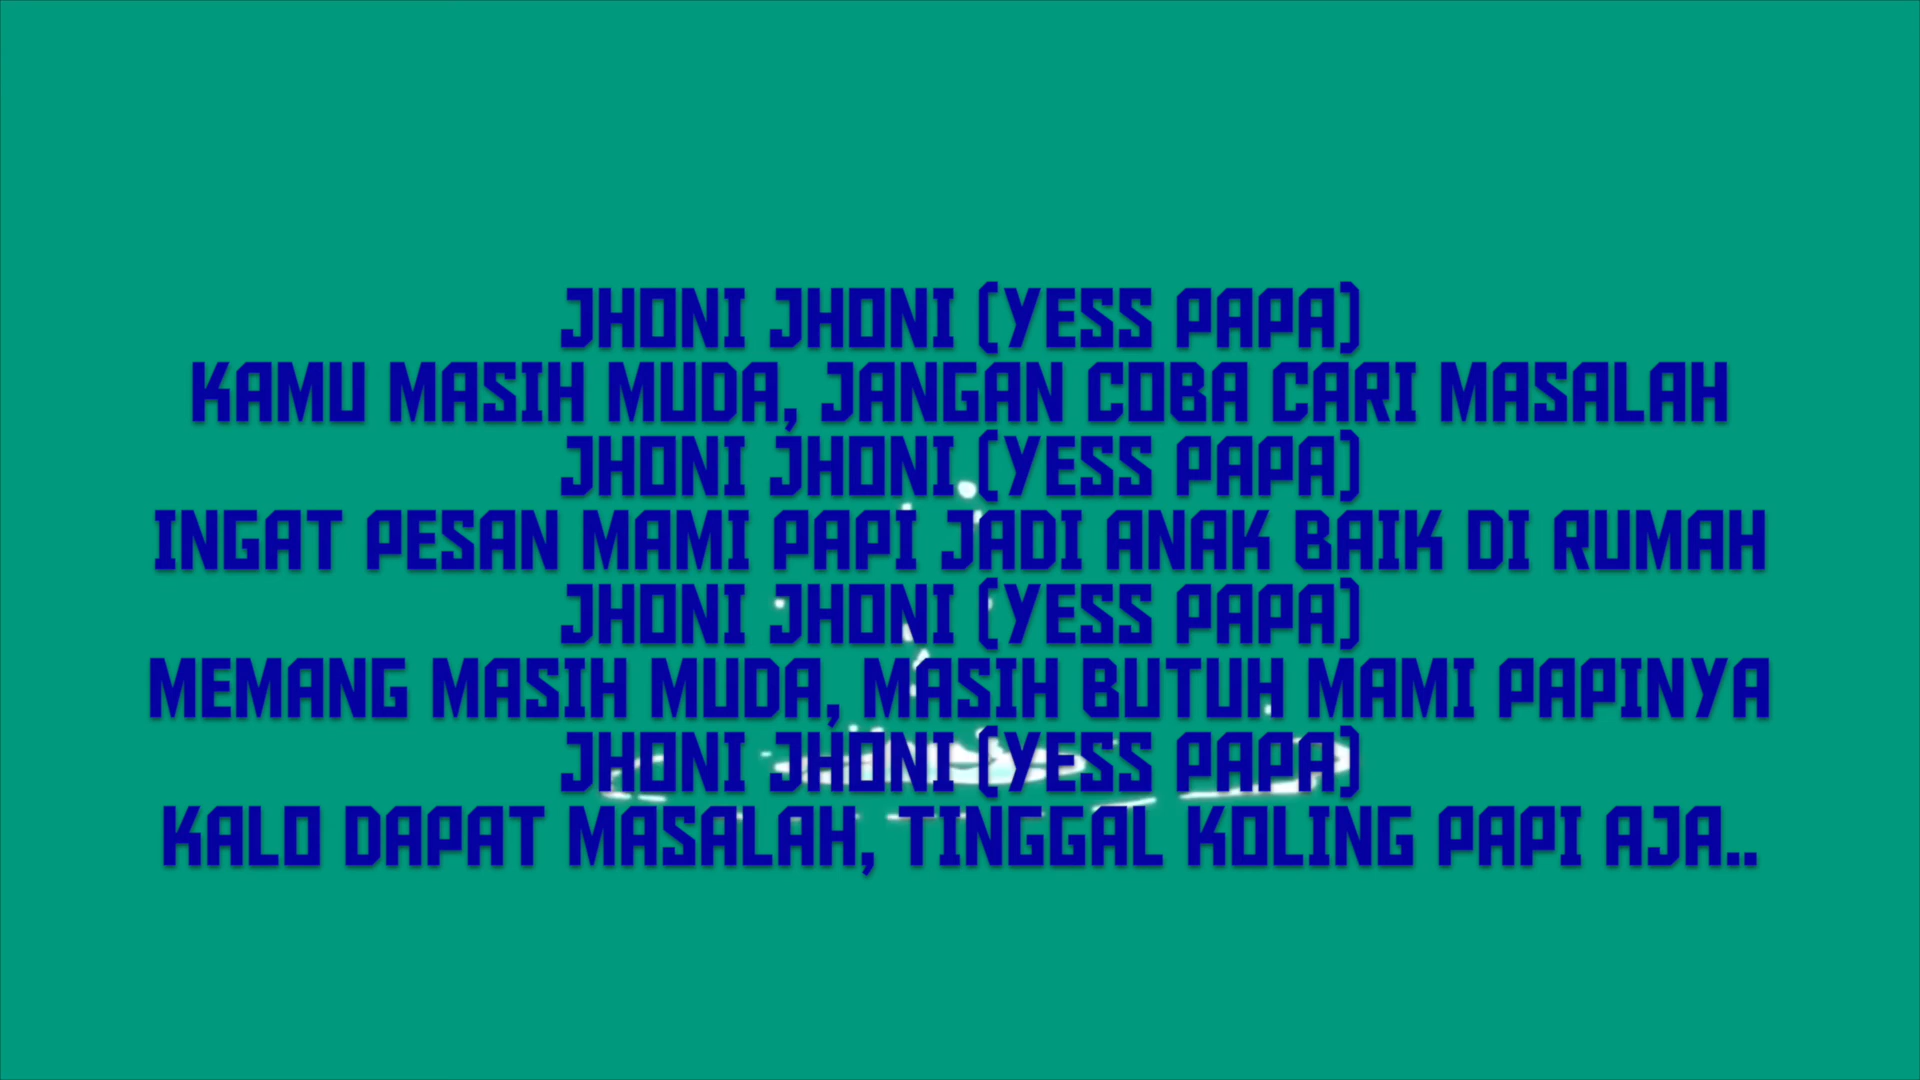 JHONI JHONI (YESS PAPA)
KAMU MASIH MUDA, JANGAN COBA CARI MASALAH
JHONI JHONI (YESS PAPA)
INGAT PESAN MAMI PAPI JADI ANAK BAIK DI RUMAH
JHONI JHONI (YESS PAPA)
MEMANG MASIH MUDA, MASIH BUTUH MAMI PAPINYA
JHONI JHONI (YESS PAPA)
KALO DAPAT MASALAH, TINGGAL KOLING PAPI AJA..